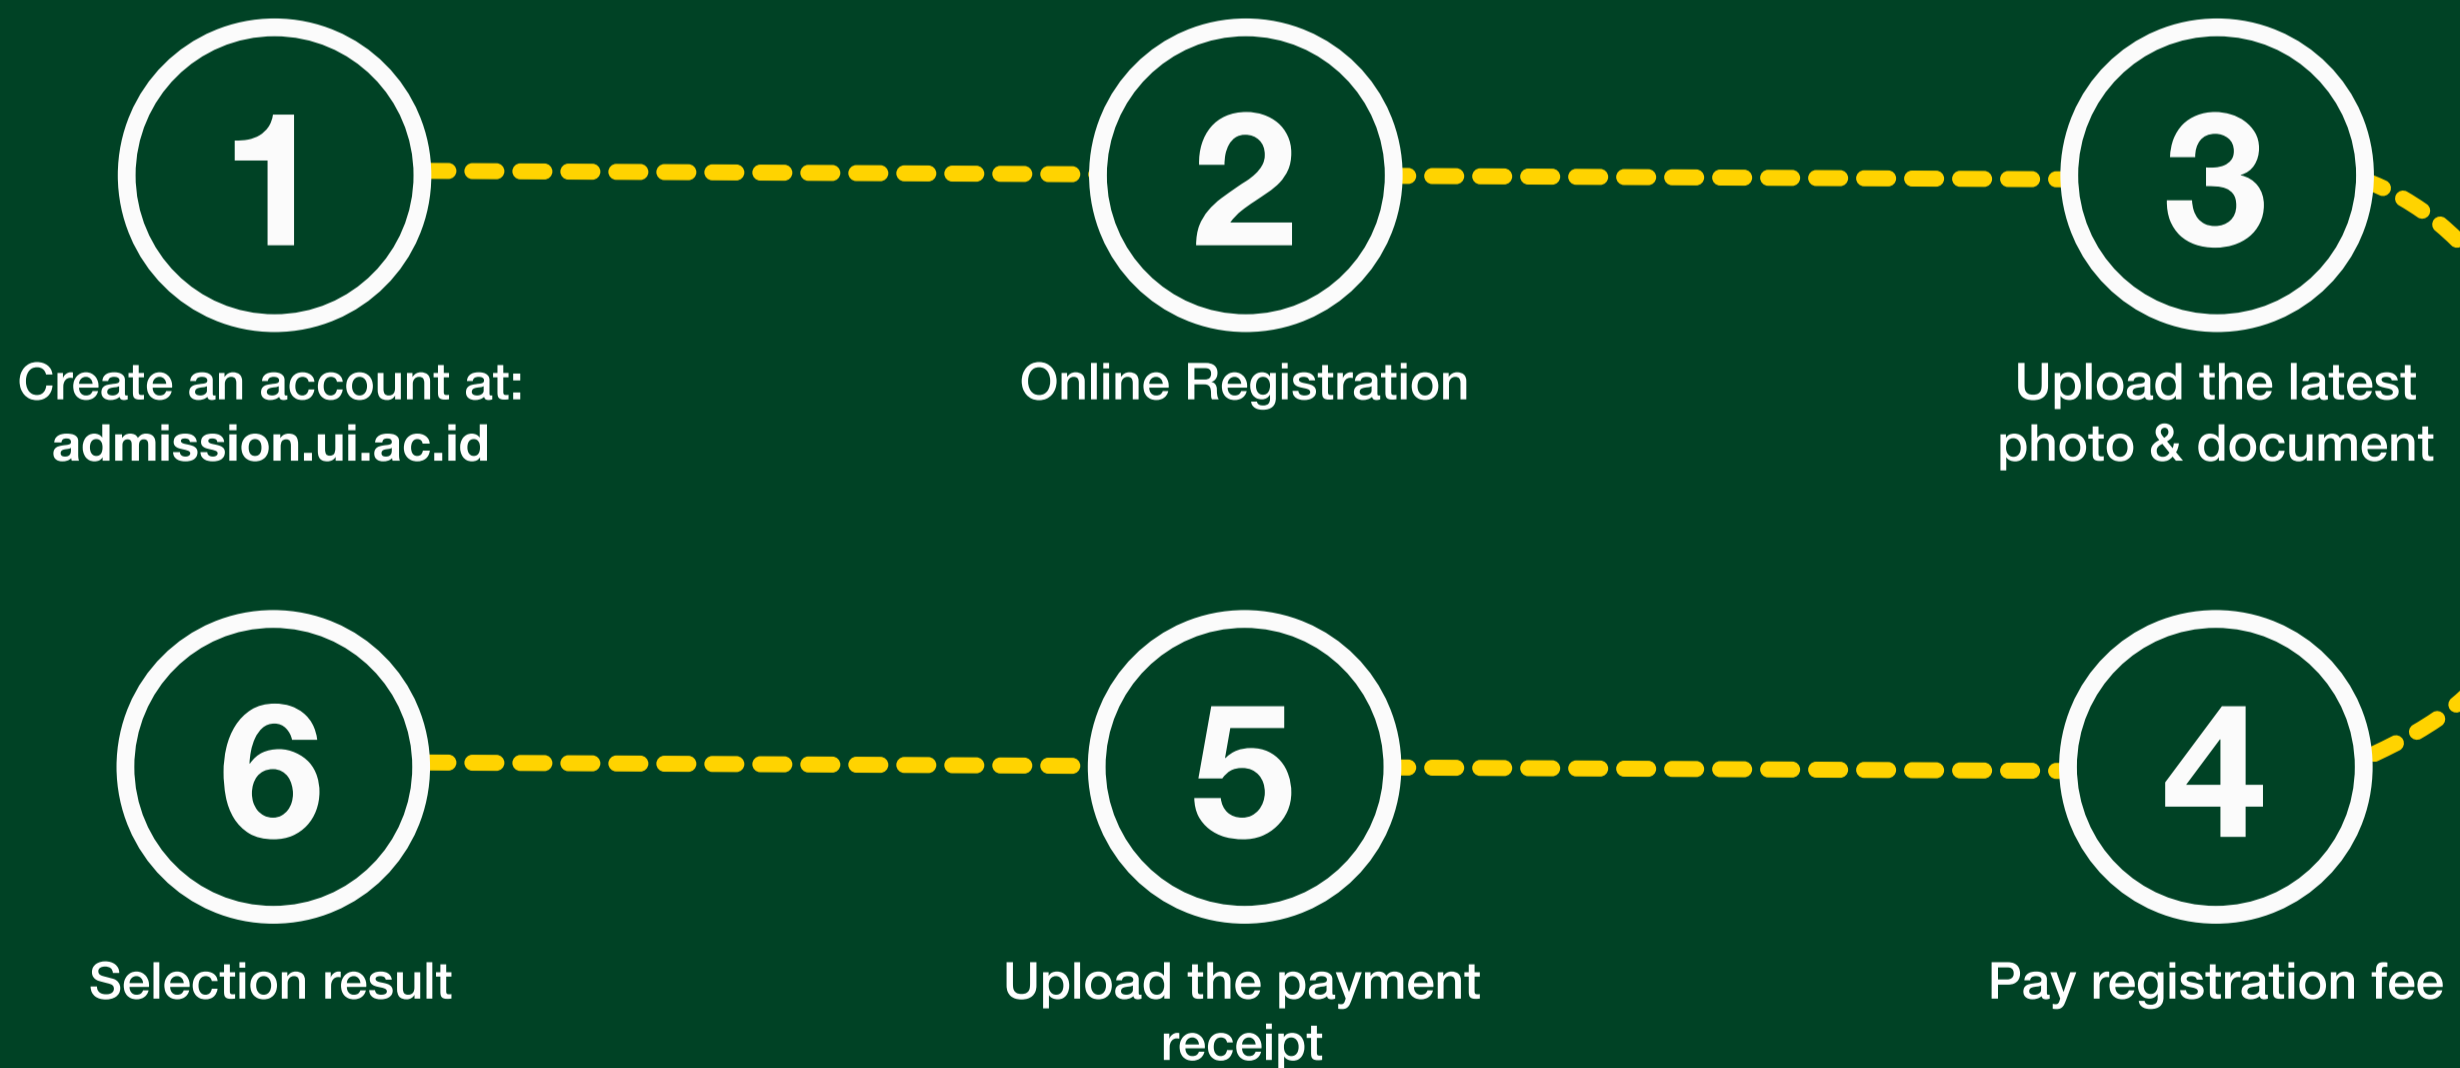 1
Create an account at:
admission.ui.ac.id
2
Online Registration
3
Upload the latest
photo & document
4
Pay registration fee
5
Upload the payment
receipt
6
Selection result